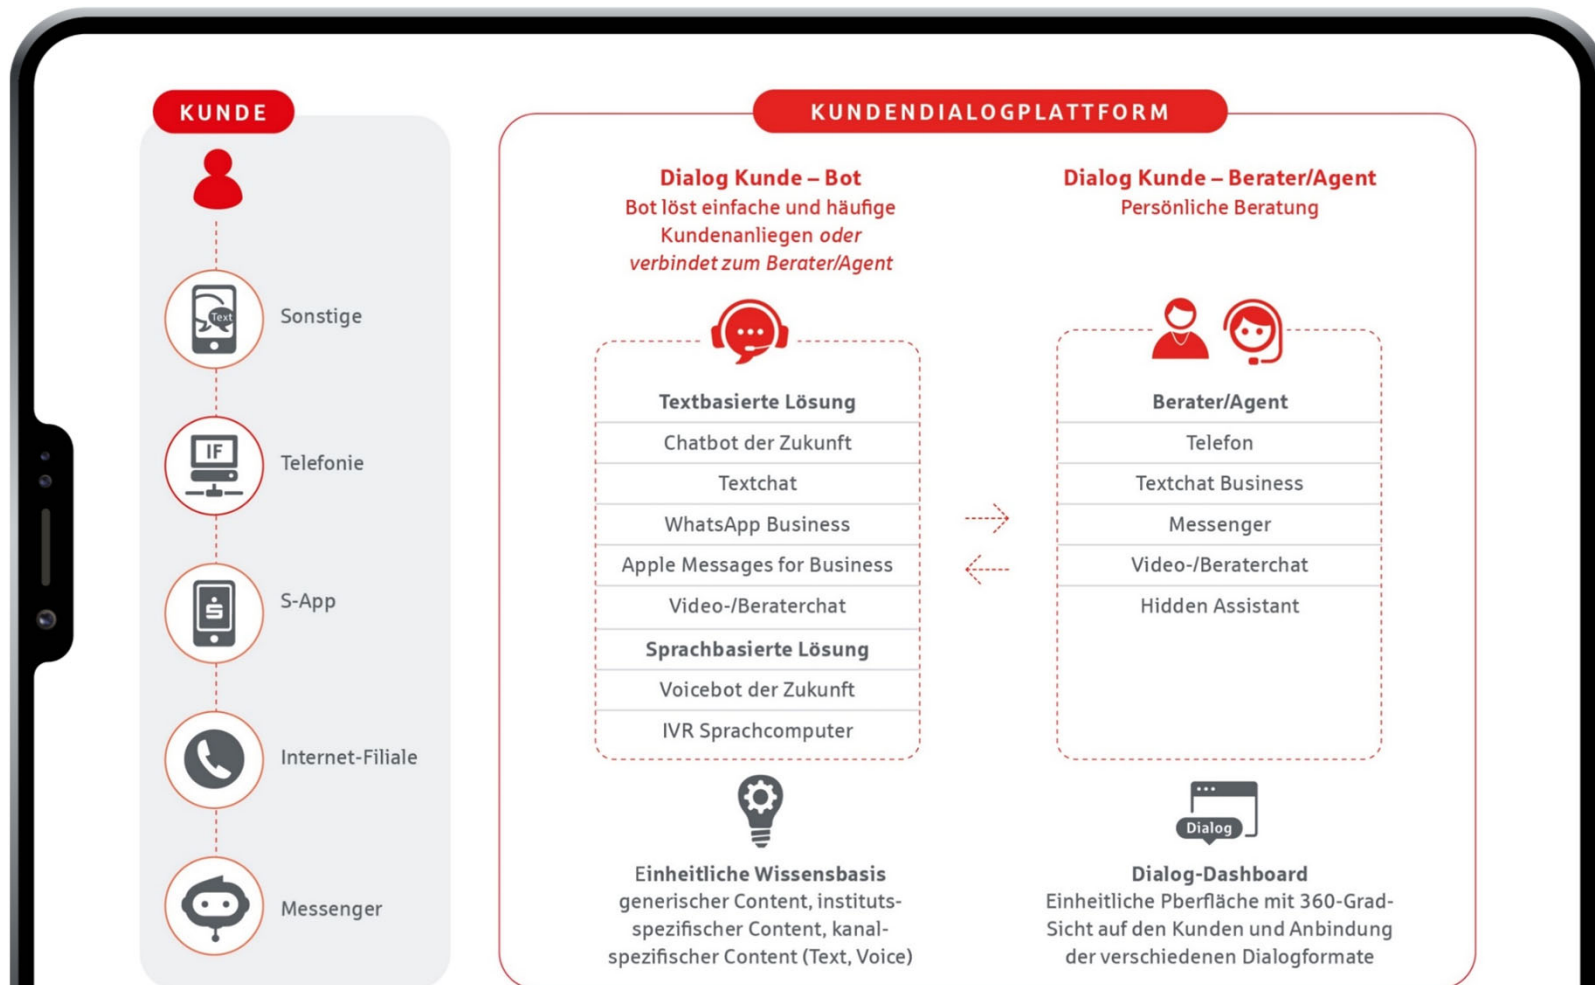 KUNDE
Text
Sonstige
IF
Telefonie
S
S-App
Internet-Filiale
Messenger
KUNDENDIALOGPLATTFORM
Dialog Kunde – Bot
Bot löst einfache und häufige
Kundenanliegen oder
verbindet zum Berater/Agent
Textbasierte Lösung
Chatbot der Zukunft
Textchat
WhatsApp Business
Apple Messages for Business
Video-/Beraterchat
Sprachbasierte Lösung
Voicebot der Zukunft
IVR Sprachcomputer
Einheitliche Wissensbasis
generischer Content, instituts-
spezifischer Content, kanal-
spezifischer Content (Text, Voice)
Dialog Kunde – Berater/Agent
Persönliche Beratung
Berater/Agent
Telefon
Textchat Business
Messenger
Video-/Beraterchat
Hidden Assistant
Dialog
Dialog-Dashboard
Einheitliche Pberfläche mit 360-Grad-
Sicht auf den Kunden und Anbindung
der verschiedenen Dialogformate